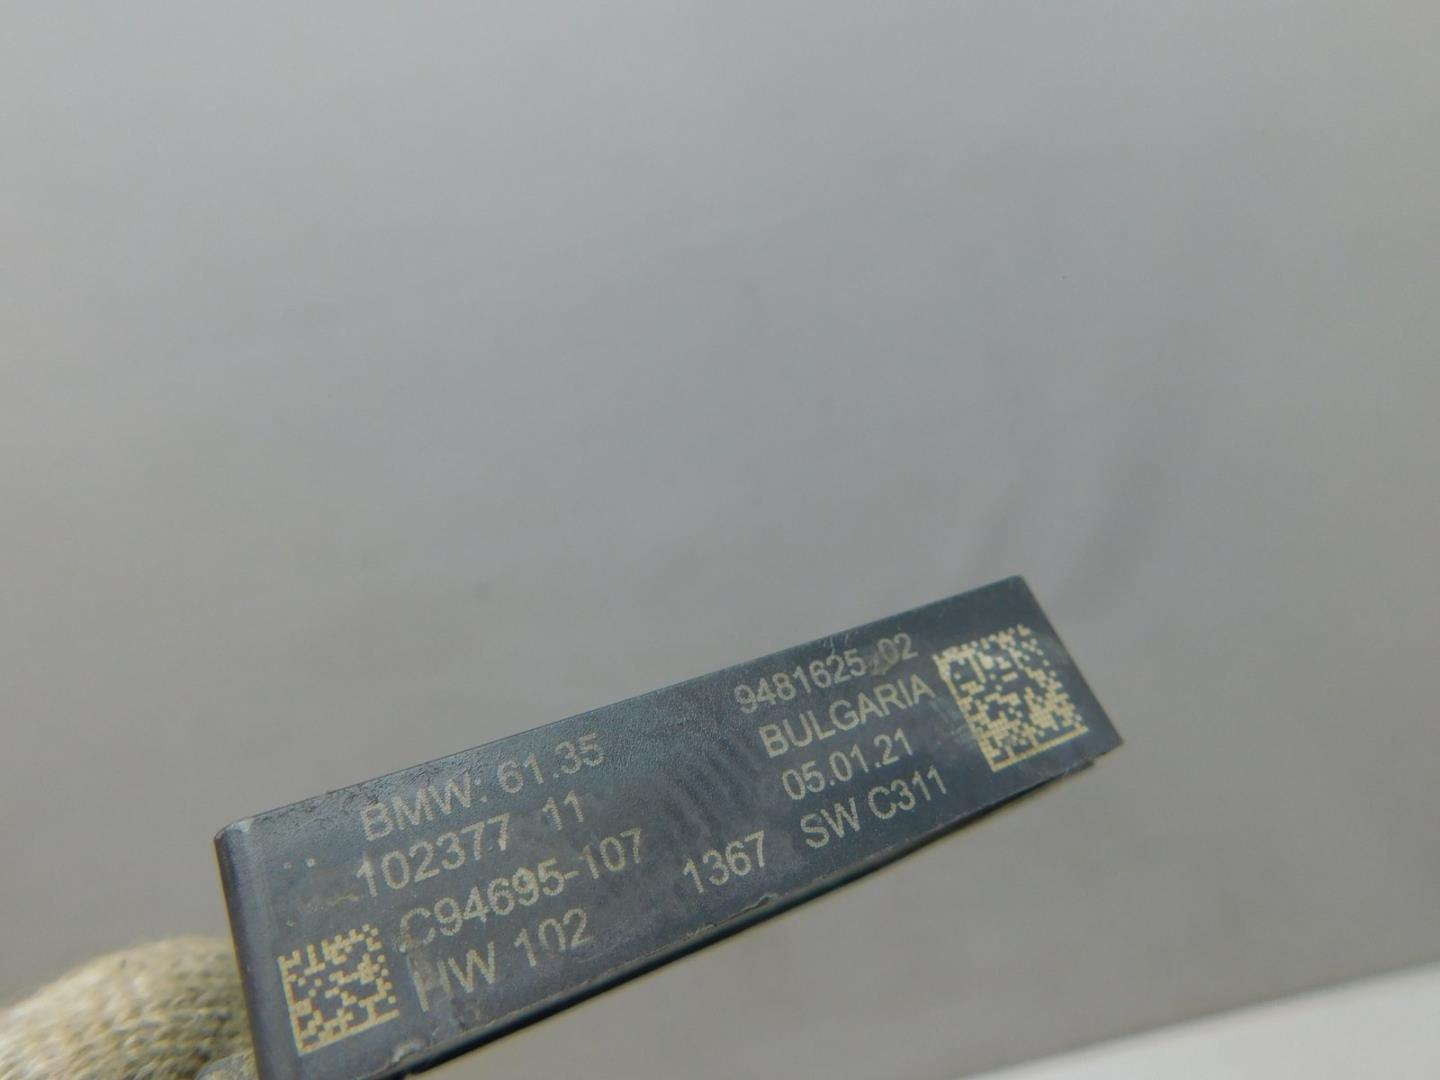 BMW: 61.35 9481625-02
102377 11 BULGARIA
C94695-107 05.01.21
HW 102 1367 SW C311